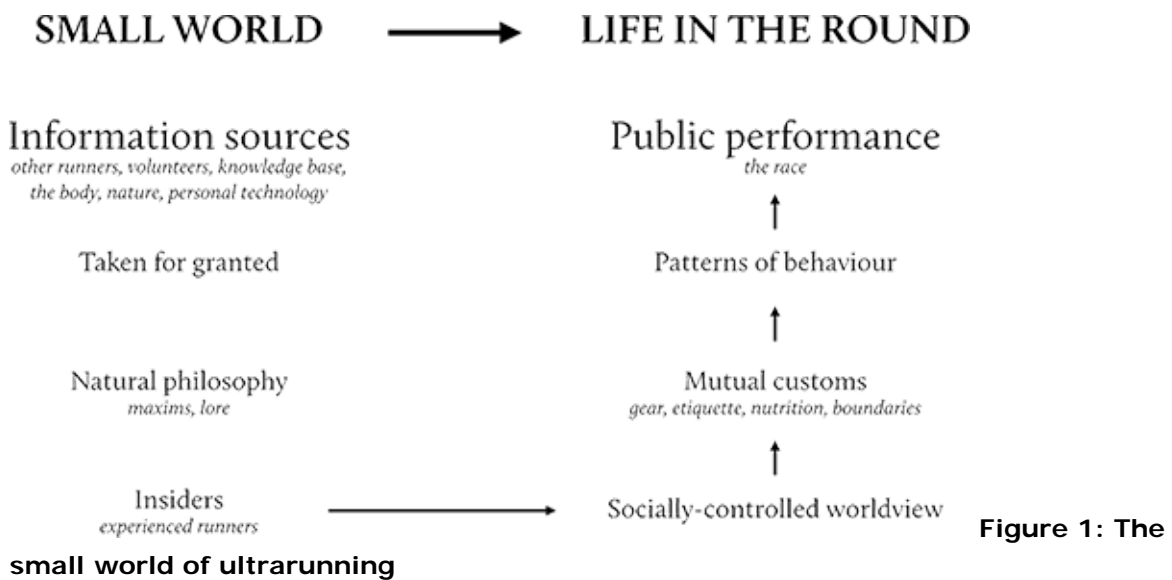 SMALL WORLD
LIFE IN THE ROUND
Information sources
other runners, volunteers, knowledge base,
the body, nature, personal technology
Public performance
the race
Taken for granted
Patterns of behaviour
Natural philosophy
maxims, lore
Mutual customs
gear, etiquette, nutrition, boundaries
Insiders
experienced runners
Socially-controlled worldview
Figure 1: The
small world of ultrarunning